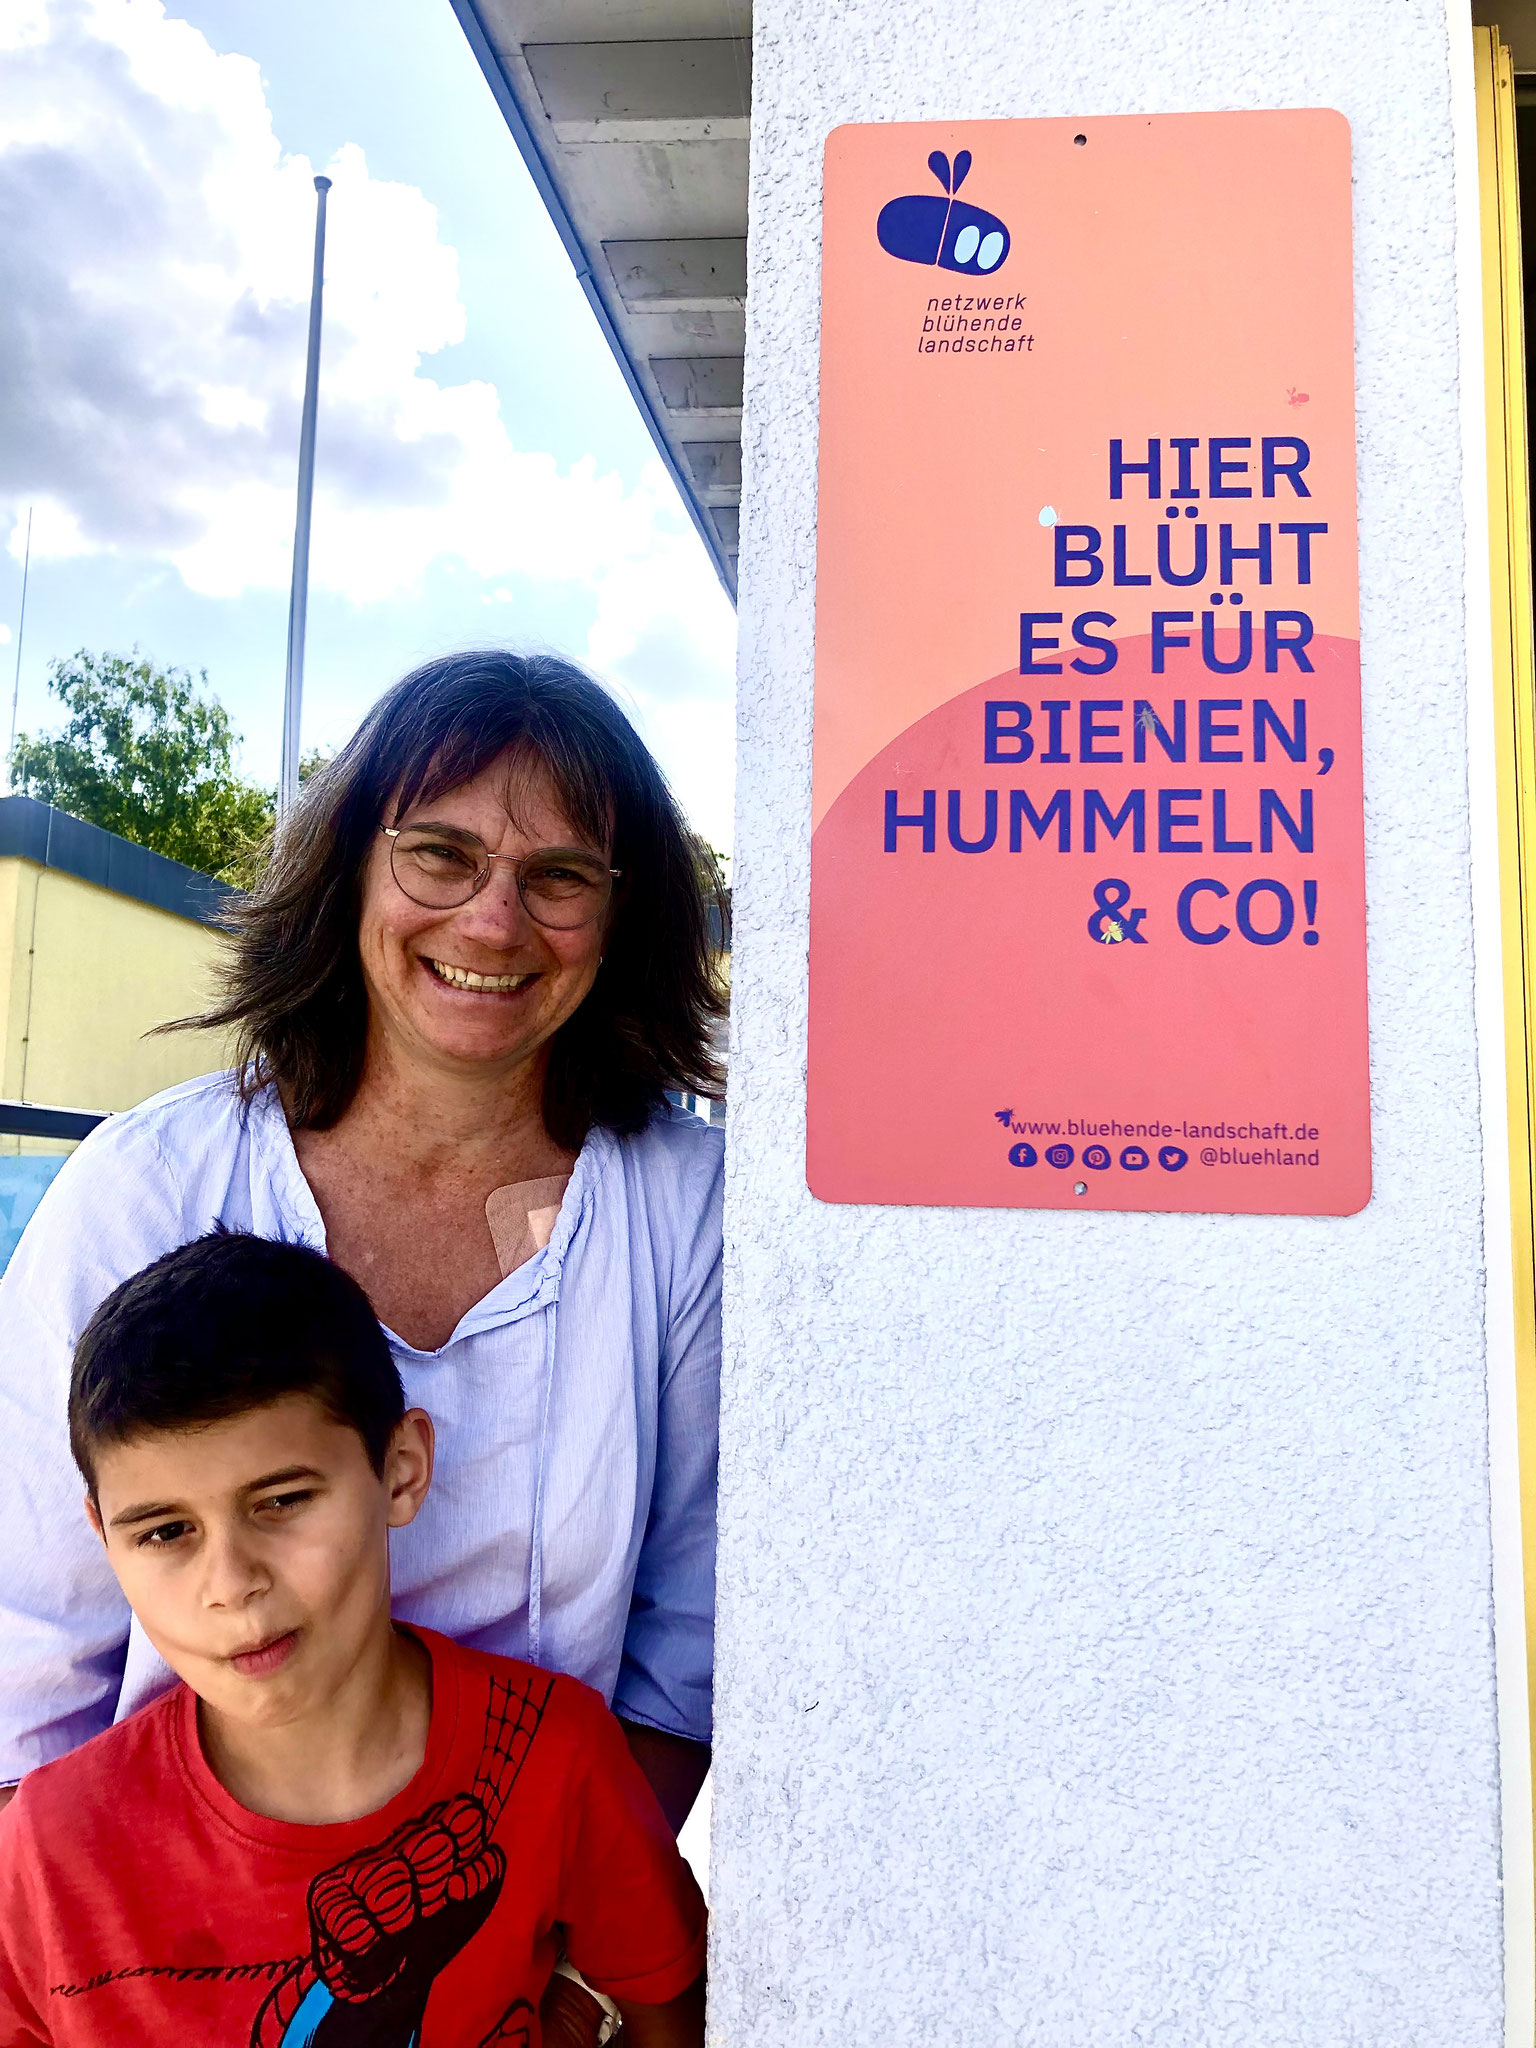 netzwerk
blühende
landschaft
HIER
BLÜHT
ES FÜR
BIENEN,
HUMMELN
& CO!
www.bluehende-landschaft.de
@bluehland